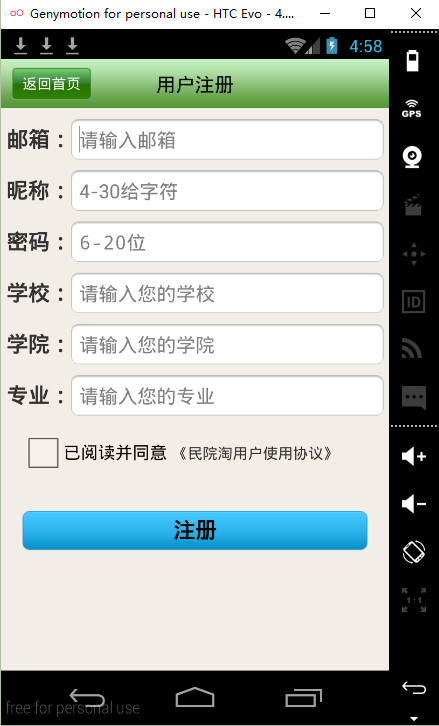 Genymotion for personal use - HTC Evo - 4....
4:58
返回首页 用户注册
邮箱： 请输入邮箱
昵称： 4-30给字符
密码： 6-20位
学校： 请输入您的学校
学院： 请输入您的学院
专业： 请输入您的专业
已阅读并同意 《民院淘用户使用协议》
注册
free for personal use
GPS
ID
1:1